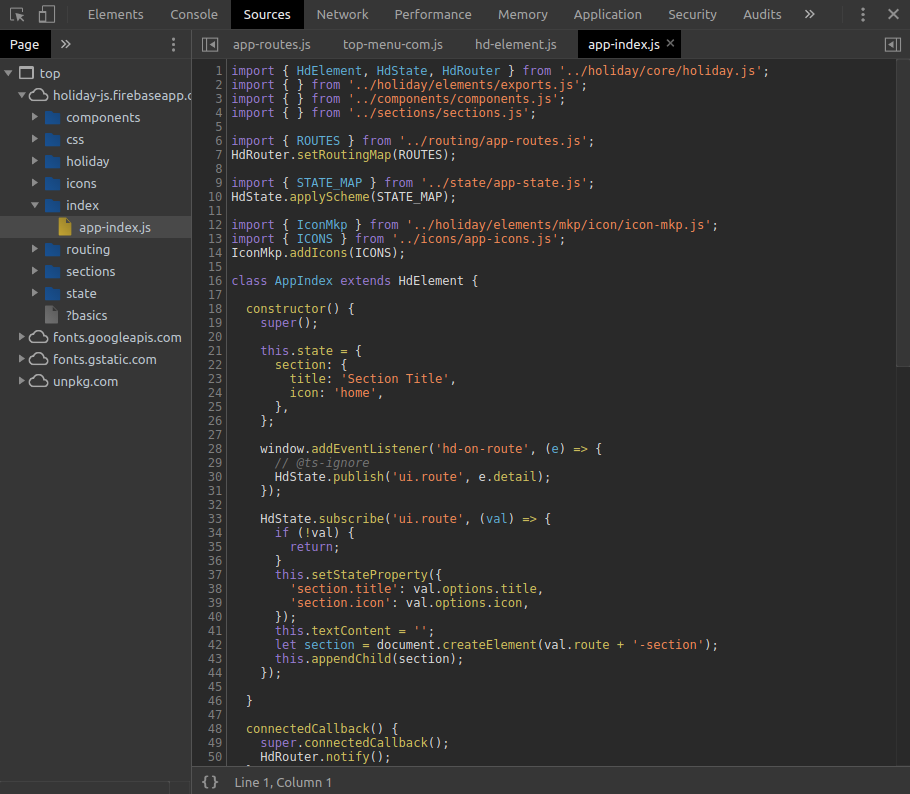 Elements Console Sources Network Performance Memory Application Security Audits »
Page »
app-routes.js top-menu-com.js hd-element.js app-index.js ×
top
holiday-js.firebaseapp.c
components
css
holiday
icons
index
app-index.js
routing
sections
state
?basics
fonts.googleapis.com
fonts.gstatic.com
unpkg.com
1 import { HdElement, HdState, HdRouter } from '../holiday/core/holiday.js';
2 import { } from '../holiday/elements/exports.js';
3 import { } from '../components/components.js';
4 import { } from '../sections/sections.js';
5
6 import { ROUTES } from '../routing/app-routes.js';
7 HdRouter.setRoutingMap(ROUTES);
8
9 import { STATE_MAP } from '../state/app-state.js';
10 HdState.applyScheme(STATE_MAP);
11
12 import { IconMkp } from '../holiday/elements/mkp/icon/icon-mkp.js';
13 import { ICONS } from '../icons/app-icons.js';
14 IconMkp.addIcons(ICONS);
15
16 class AppIndex extends HdElement {
17
18 constructor() {
19 super();
20
21 this.state = {
22 section: {
23 title: 'Section Title',
24 icon: 'home',
25 },
26 };
27
28 window.addEventListener('hd-on-route', (e) => {
29 // @ts-ignore
30 HdState.publish('ui.route', e.detail);
31 });
32
33 HdState.subscribe('ui.route', (val) => {
34 if (!val) {
35 return;
36 }
37 this.setStateProperty({
38 'section.title': val.options.title,
39 'section.icon': val.options.icon,
40 });
41 this.textContent = '';
42 let section = document.createElement(val.route + '-section');
43 this.appendChild(section);
44 });
45
46 }
47
48 connectedCallback() {
49 super.connectedCallback();
50 HdRouter.notify();
{} Line 1, Column 1